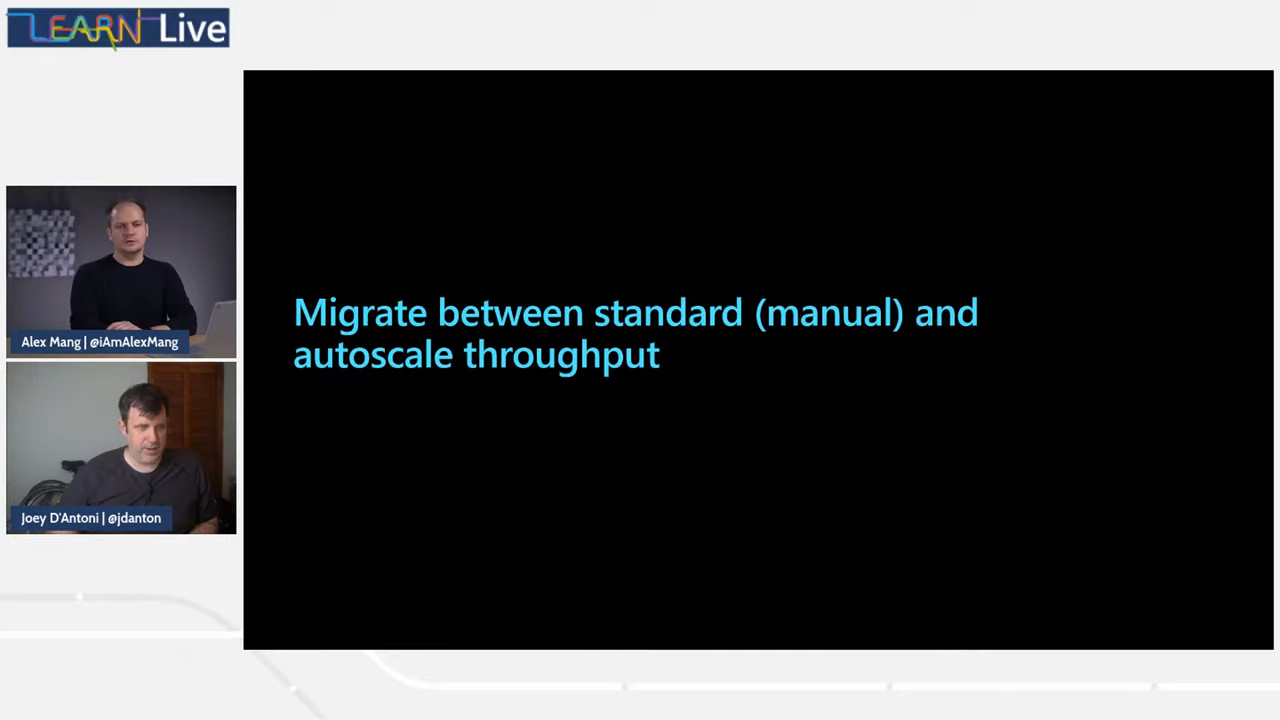 LEARN Live
Migrate between standard (manual) and
autoscale throughput
Alex Mang | @iAmAlexMang
Joey D'Antoni | @jdanton